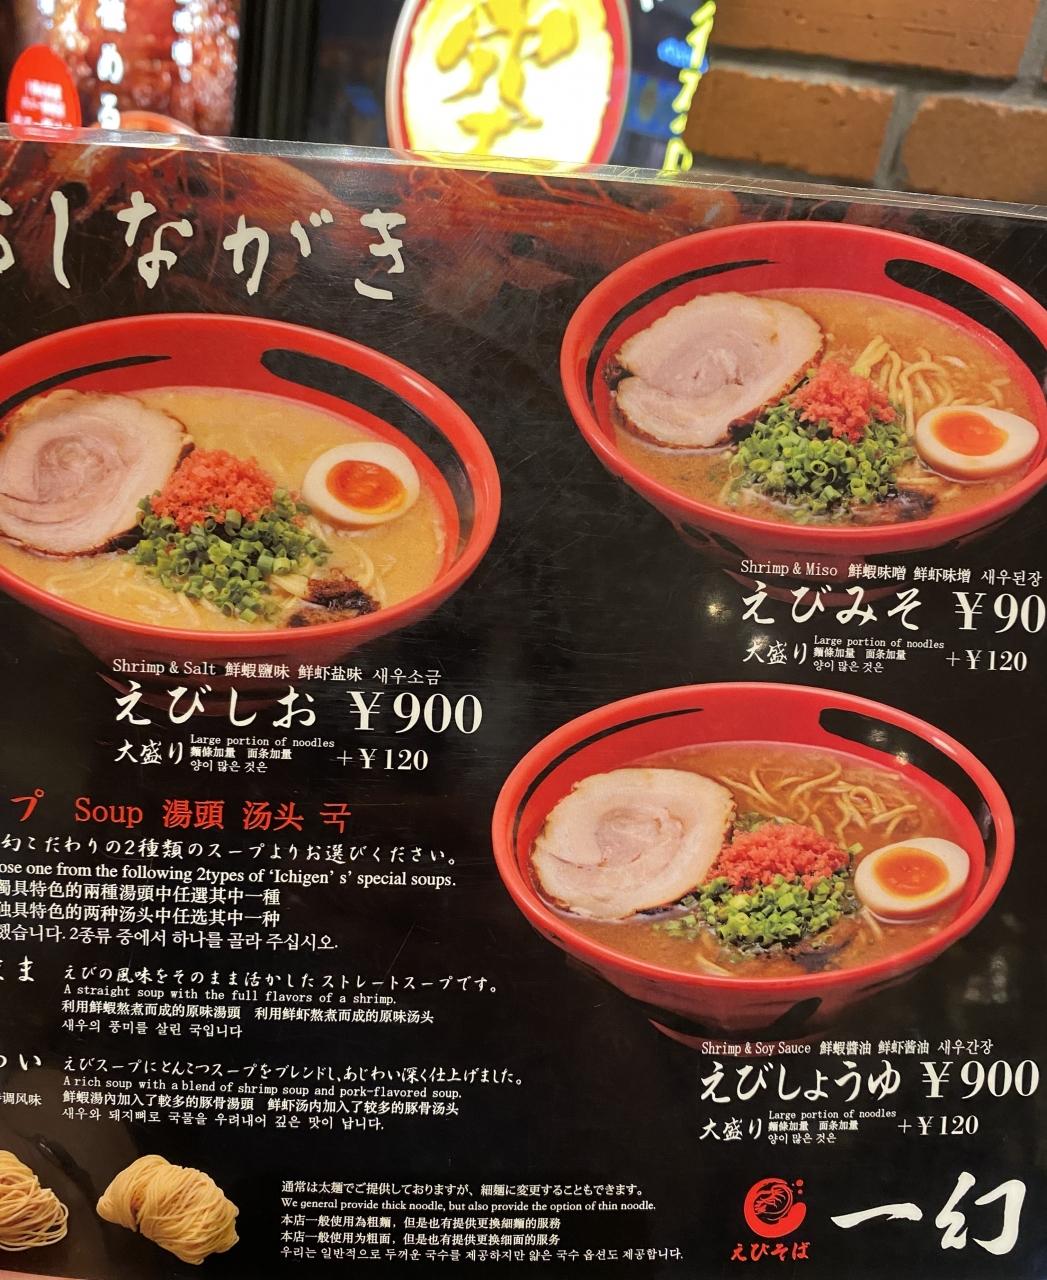 しながき
Shrimp & Miso 鮮蝦味噌 鲜虾味增 새우된장
えびみそ ¥90
大盛り Large portion of noodles +¥120
麵條加量 面条加量
양이 많은 것은
Shrimp & Salt 鮮蝦鹽味 鲜虾盐味 새우소금
えびしお ¥900
大盛り Large portion of noodles +¥120
麵條加量 面条加量
양이 많은 것은
プ Soup 湯頭 汤头 국
幻こだわりの2種類のスープよりお選びください。
ose one from the following 2types of ‘Ichigen’ s’ special soups.
獨具特色的兩種湯頭中任選其中一種
独具特色的两种汤头中任选其中一种
했습니다. 2종류 중에서 하나를 골라 주십시오.
まま えびの風味をそのまま活かしたストレートスープです。
A straight soup with the full flavors of a shrimp.
利用鮮蝦熬煮而成的原味湯頭 利用鲜虾熬煮而成的原味汤头
새우의 풍미를 살린 국입니다
わい えびスープにとんこつスープをブレンドし、あじわい深く仕上げました。
A rich soup with a blend of shrimp soup and pork-flavored soup.
调风味 鮮蝦湯內加入了較多的豚骨湯頭 鲜虾汤内加入了较多的豚骨汤头
새우와 돼지뼈로 국물을 우려내어 깊은 맛이 납니다.
Shrimp & Soy Sauce 鮮蝦醬油 鲜虾酱油 새우간장
えびしょうゆ ¥900
大盛り Large portion of noodles +¥120
麵條加量 面条加量
양이 많은 것은
通常は太麺でご提供しておりますが、細麺に変更することもできます。
We general provide thick noodle, but also provide the option of thin noodle.
本店一般使用為粗麵，但是也有提供更換細麵的服務
本店一般使用为粗面，但是也有提供更换细面的服务
우리는 일반적으로 두꺼운 국수를 제공하지만 얇은 국수 옵션도 제공합니다.
えびそば 一幻